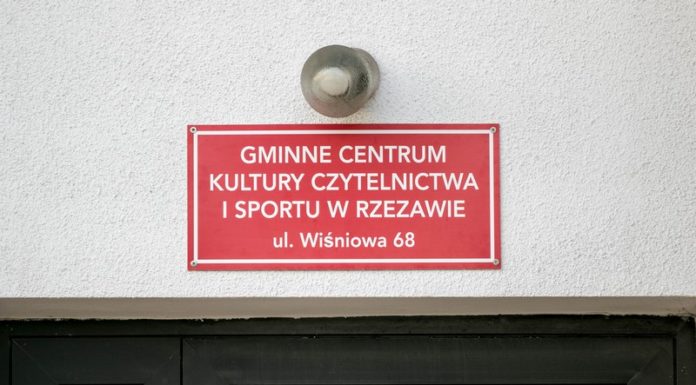 GMINNE CENTRUM
KULTURY CZYTELNICTWA
I SPORTU W RZEZAWIE
ul. Wiśniowa 68